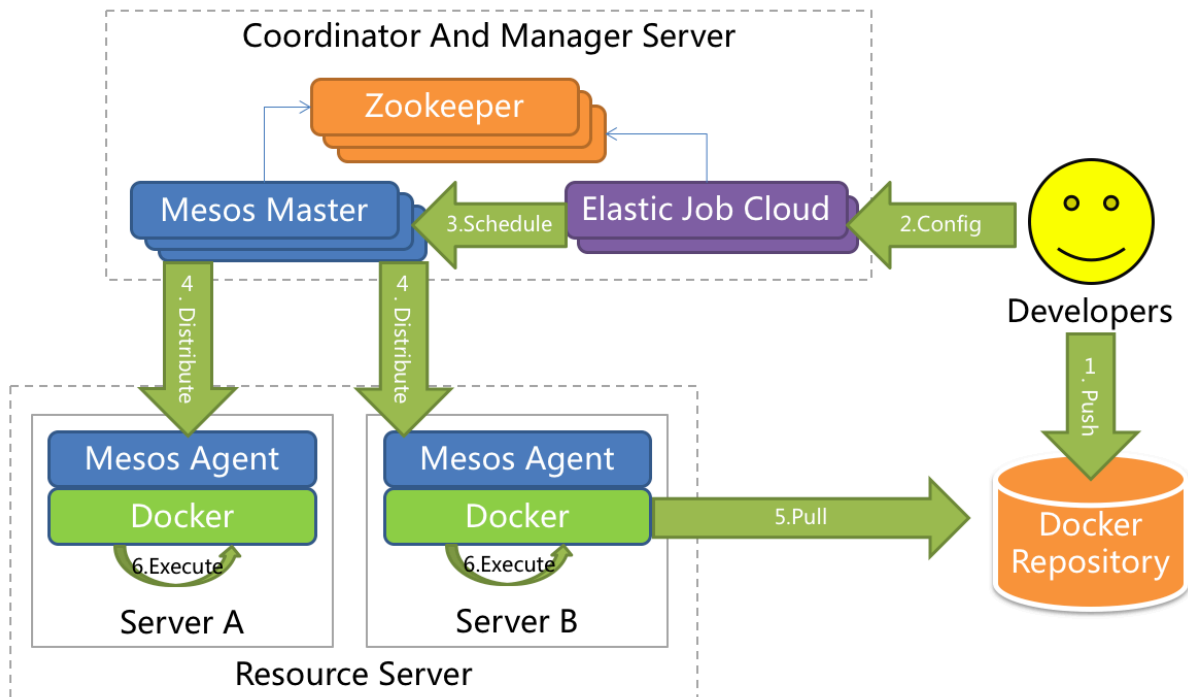 Coordinator And Manager Server
Zookeeper
Mesos Master
3.Schedule
Elastic Job Cloud
2.Config
Developers
4. Distribute
4. Distribute
1. Push
Mesos Agent
Docker
6.Execute
Server A
Mesos Agent
Docker
6.Execute
Server B
5.Pull
Docker
Repository
Resource Server